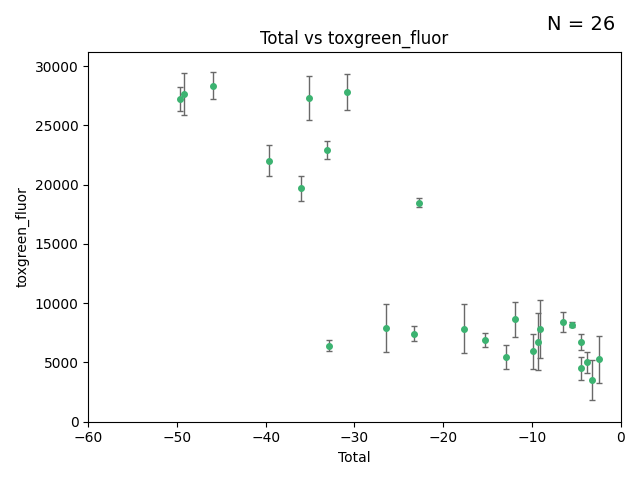 N = 26
Total vs toxgreen_fluor
30000
25000
20000
15000
10000
5000
0
toxgreen_fluor
−60 −50 −40 −30 −20 −10 0
Total